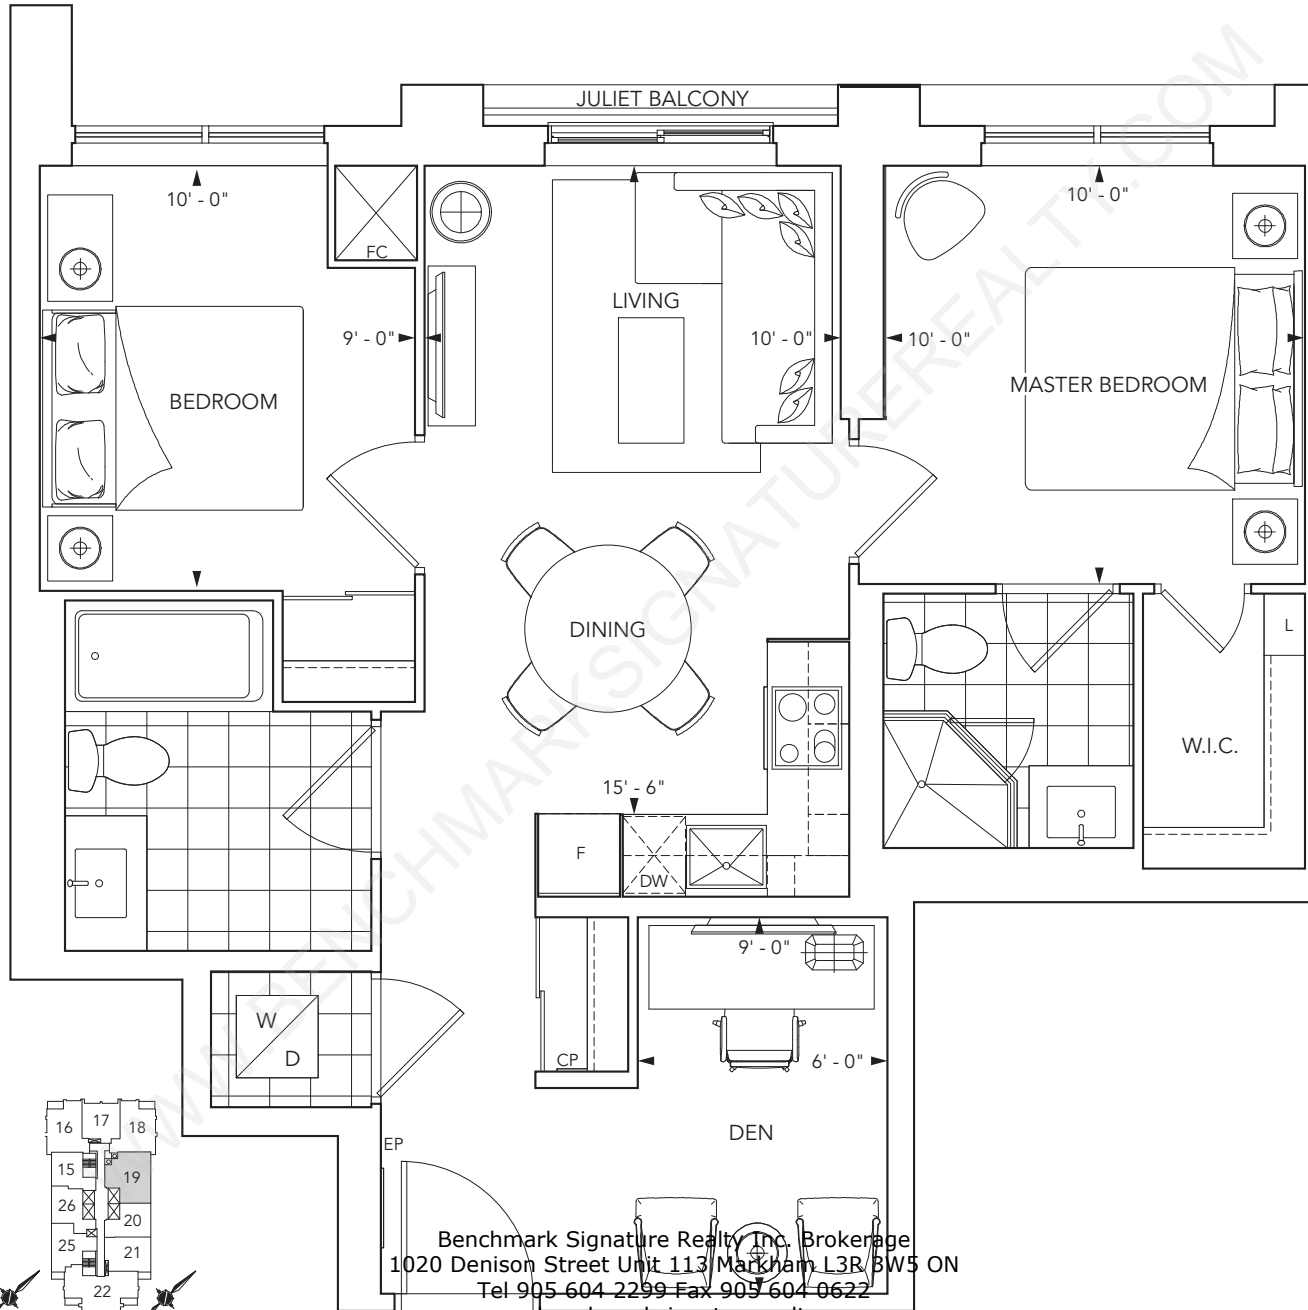 JULIET BALCONY
10' - 0"
10' - 0"
FC
LIVING
9' - 0"
10' - 0"
10' - 0"
BEDROOM
MASTER BEDROOM
DINING
L
W.I.C.
15' - 6"
F
DW
9' - 0"
W
D
CP
6' - 0"
DEN
EP
16
17
18
15
19
26
20
25
21
22
WWW.BENCHMARKSIGNATUREREALTY.COM
Benchmark Signature Realty Inc. Brokerage
1020 Denison Street Unit 113 Markham L3R 3W5 ON
Tel 905 604 2299 Fax 905 604 0622